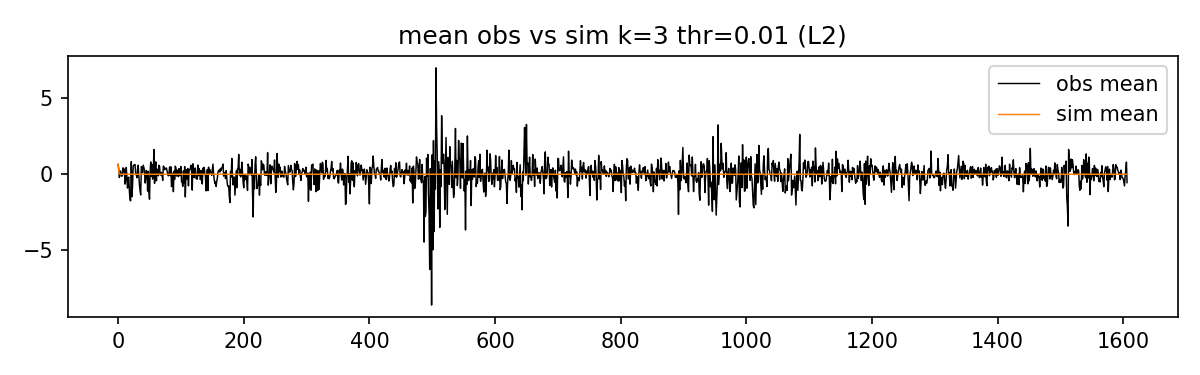 mean obs vs sim k=3 thr=0.01 (L2)
obs mean
sim mean
5
0
−5
0 200 400 600 800 1000 1200 1400 1600